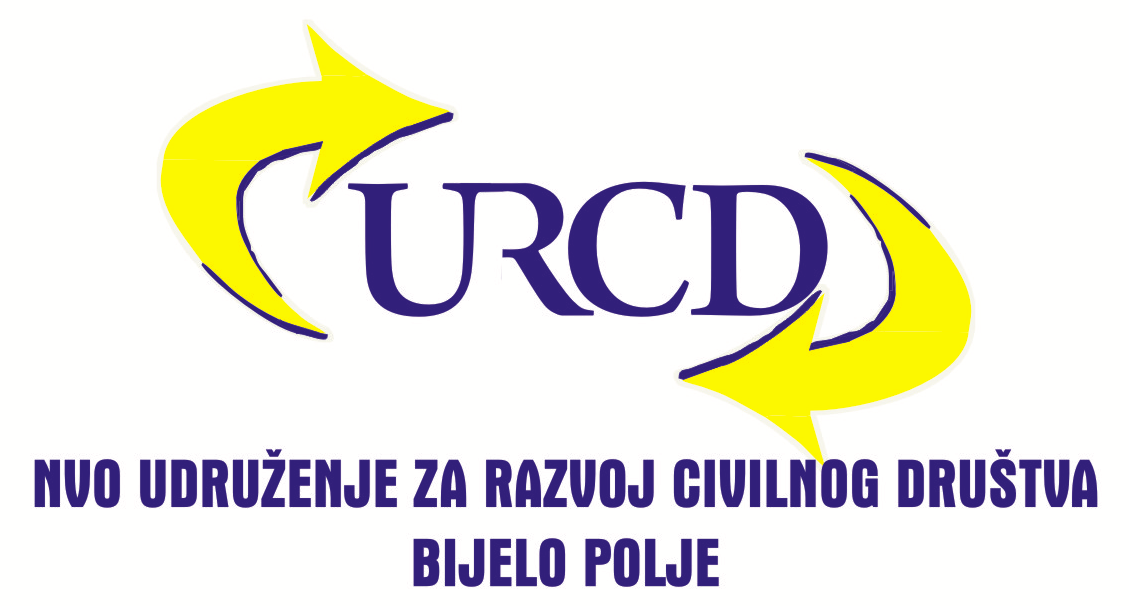 URCD
NVO UDRUŽENJE ZA RAZVOJ CIVILNOG DRUŠTVA
BIJELO POLJE